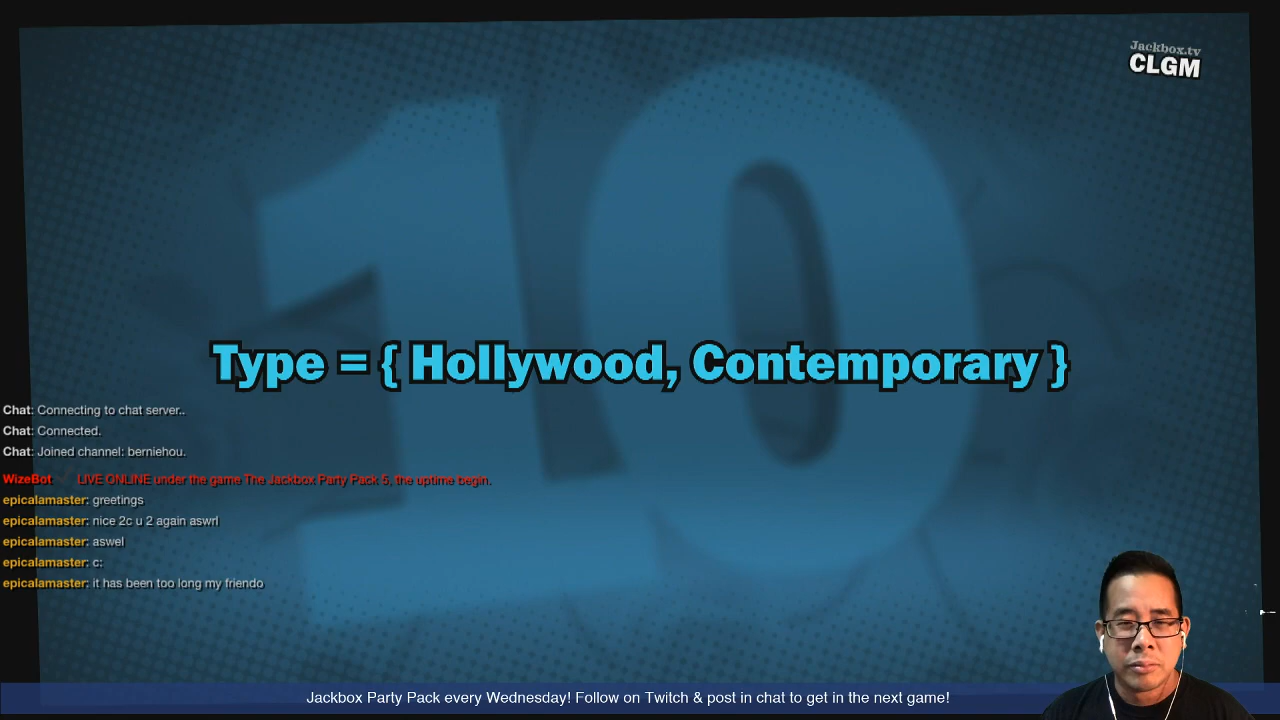 Jackbox.tv
CLGM
10
Type = { Hollywood, Contemporary }
Chat: Connecting to chat server..
Chat: Connected.
Chat: Joined channel: berniehou.
WizeBot: LIVE ONLINE under the game The Jackbox Party Pack 5, the uptime begin.
epicalamaster: greetings
epicalamaster: nice 2c u 2 again aswrl
epicalamaster: aswel
epicalamaster: c:
epicalamaster: it has been too long my friendo
Jackbox Party Pack every Wednesday! Follow on Twitch & post in chat to get in the next game!